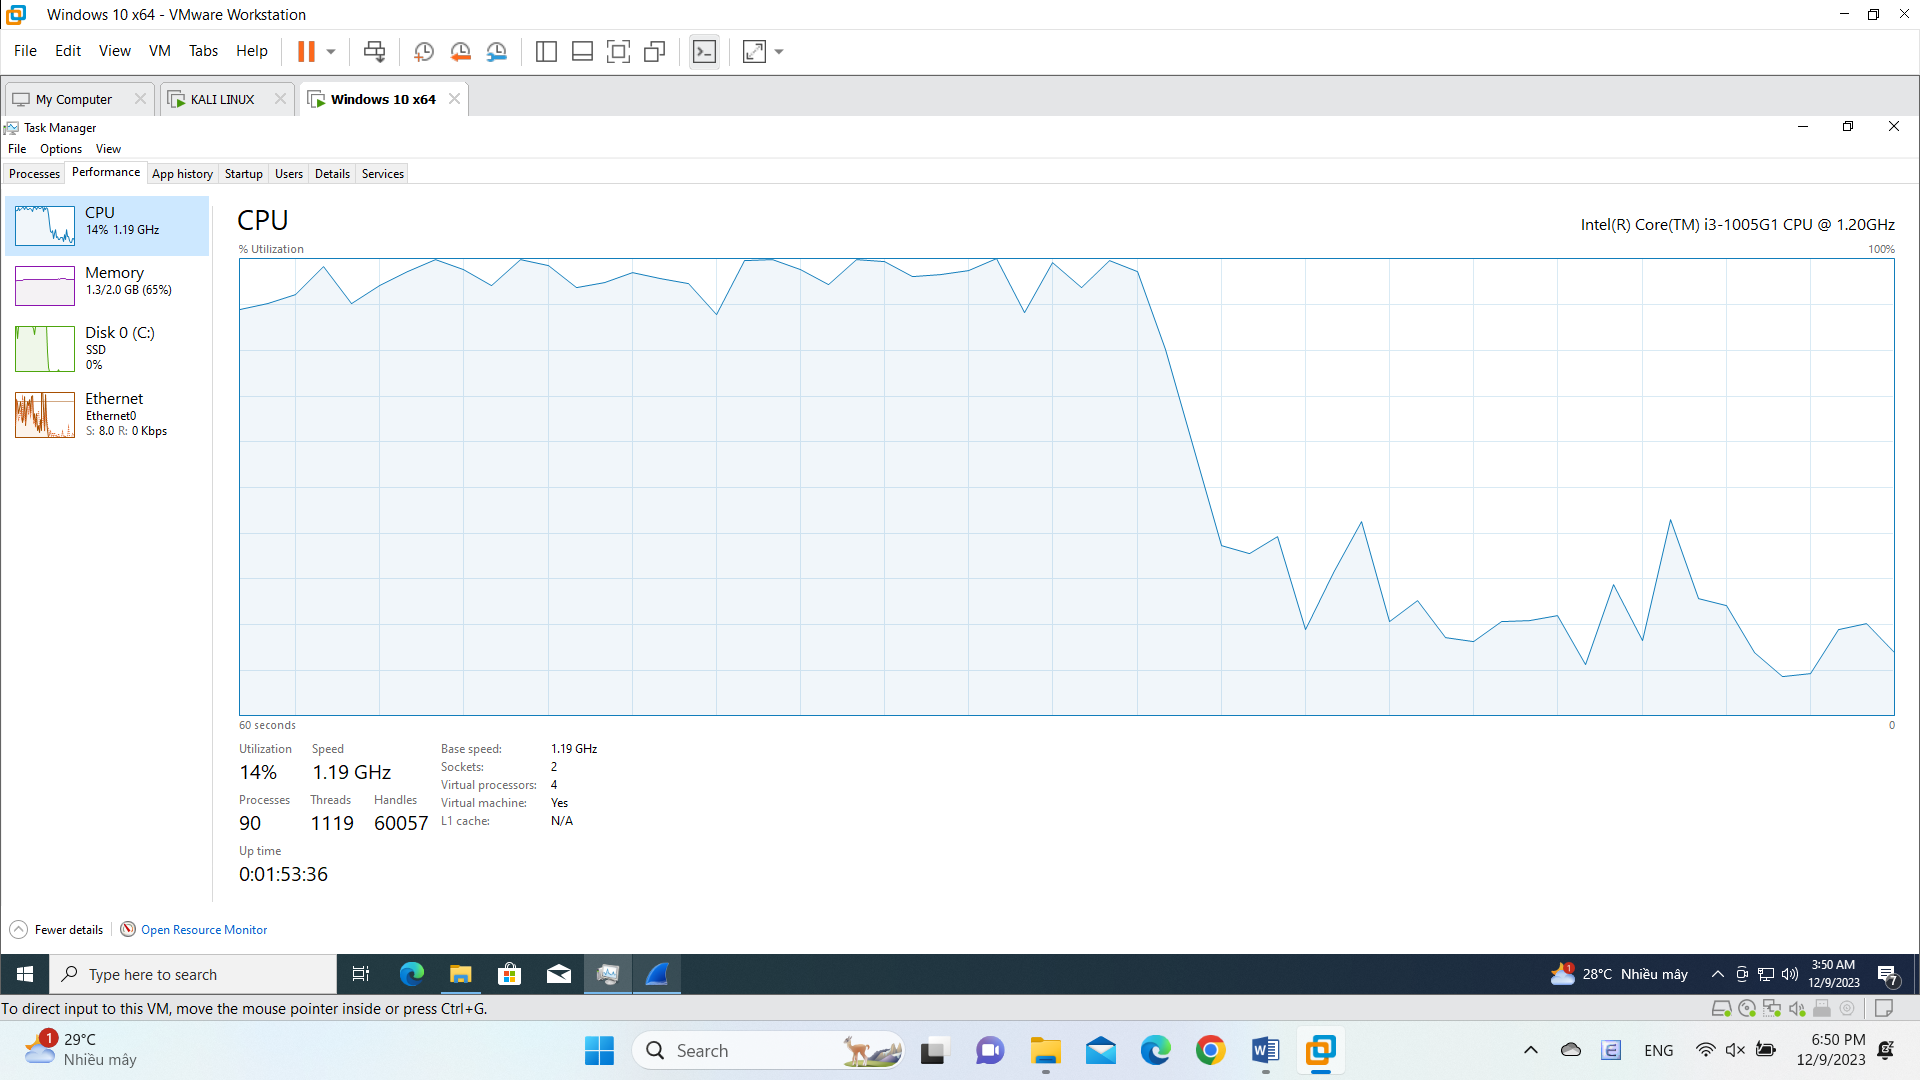 Windows 10 x64 - VMware Workstation
File Edit View VM Tabs Help
My Computer KALI LINUX Windows 10 x64
Task Manager
File Options View
Processes Performance App history Startup Users Details Services
CPU
14% 1.19 GHz
Memory
1.3/2.0 GB (65%)
Disk 0 (C:)
SSD
0%
Ethernet
Ethernet0
S: 8.0 R: 0 Kbps
CPU
Intel(R) Core(TM) i3-1005G1 CPU @ 1.20GHz
% Utilization 100%
60 seconds 0
Utilization Speed
14% 1.19 GHz
Processes Threads Handles
90 1119 60057
Up time
0:01:53:36
Base speed: 1.19 GHz
Sockets: 2
Virtual processors: 4
Virtual machine: Yes
L1 cache: N/A
Fewer details Open Resource Monitor
Type here to search
1 28°C Nhiều mây
3:50 AM
12/9/2023
7
To direct input to this VM, move the mouse pointer inside or press Ctrl+G.
1 29°C
Nhiều mây
Search
ENG
6:50 PM
12/9/2023